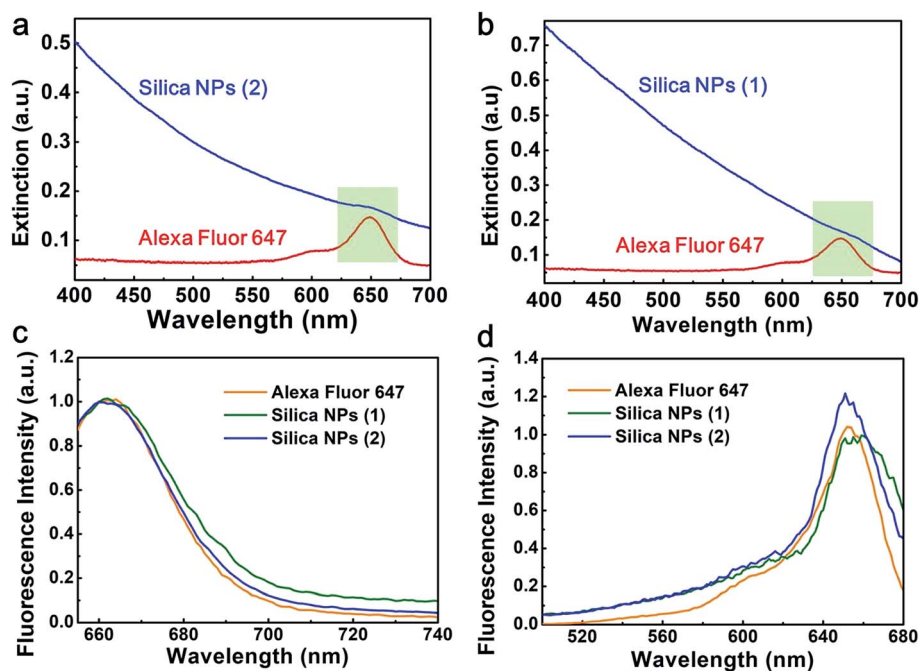 a
0.5
0.4
0.3
0.2
0.1
Extinction (a.u.)
Silica NPs (2)
Alexa Fluor 647
400 450 500 550 600 650 700
Wavelength (nm)
b
0.7
0.6
0.5
0.4
0.3
0.2
0.1
Extinction (a.u)
Silica NPs (1)
Alexa Fluor 647
400 450 500 550 600 650 700
Wavelength (nm)
c
1.2
1.0
0.8
0.6
0.4
0.2
0.0
Fluorescence Intensity (a.u.)
Alexa Fluor 647
Silica NPs (1)
Silica NPs (2)
660 680 700 720 740
Wavelength (nm)
d
1.4
1.2
1.0
0.8
0.6
0.4
0.2
0.0
Fluorescence Intensity (a.u.)
Alexa Fluor 647
Silica NPs (1)
Silica NPs (2)
520 560 600 640 680
Wavelength (nm)